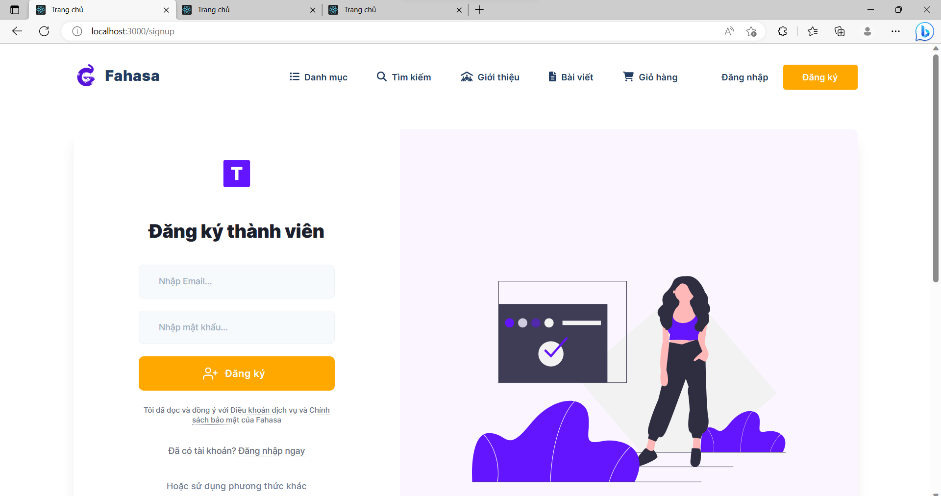 Trang chủ
Trang chủ
Trang chủ
localhost:3000/signup
Fahasa
Danh mục
Tìm kiếm
Giới thiệu
Bài viết
Giỏ hàng
Đăng nhập
Đăng ký
T
Đăng ký thành viên
Nhập Email...
Nhập mật khẩu...
Đăng ký
Tôi đã đọc và đồng ý với Điều khoản dịch vụ và Chính
sách bảo mật của Fahasa
Đã có tài khoản? Đăng nhập ngay
Hoặc sử dụng phương thức khác